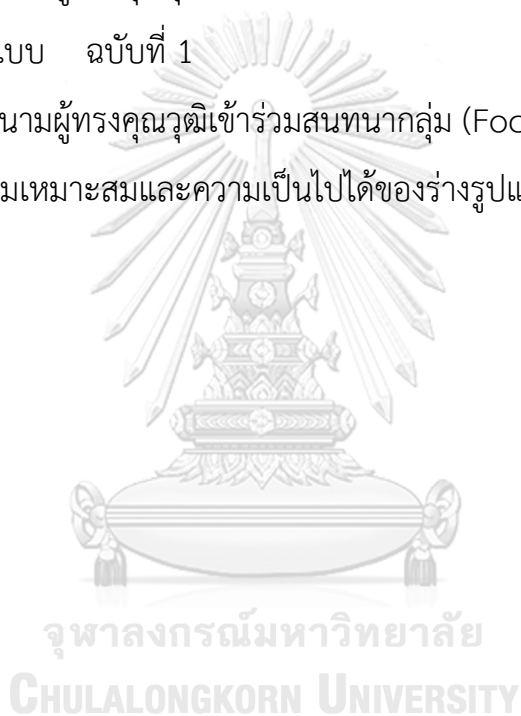 แบบ ฉบับที่ 1
นามผู้ทรงคุณวุฒิเข้าร่วมสนทนากลุ่ม (Foc
มเหมาะสมและความเป็นไปได้ของร่างรูปแ
จุฬาลงกรณ์มหาวิทยาลัย
CHULALONGKORN UNIVERSITY